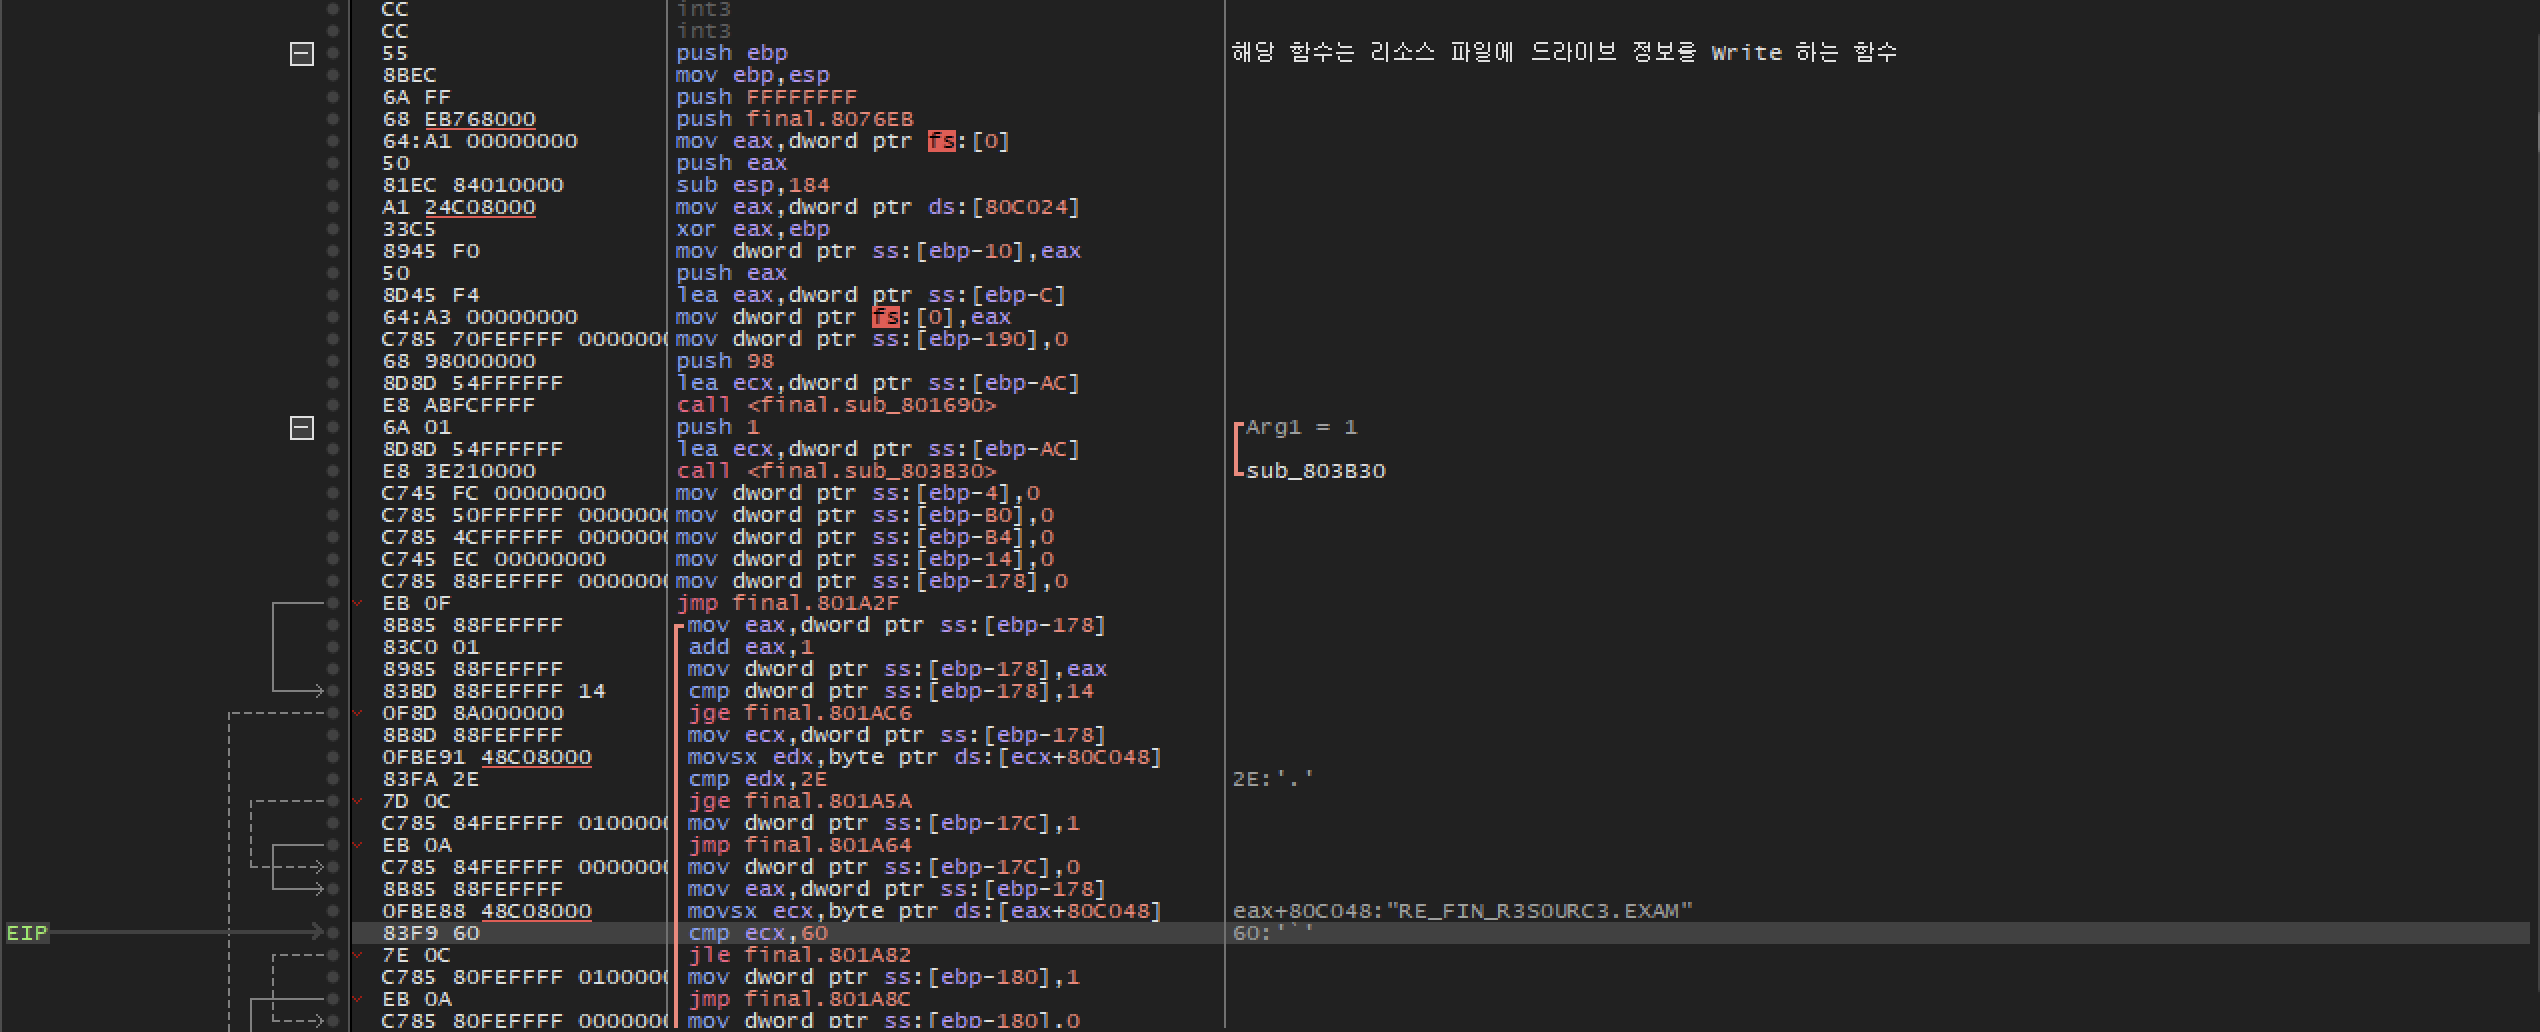 CC int3
CC int3
55 push ebp 해당 함수는 리소스 파일에 드라이브 정보를 Write 하는 함수
8BEC mov ebp,esp
6A FF push FFFFFFFF
68 EB768000 push final.8076EB
64:A1 00000000 mov eax,dword ptr fs:[0]
50 push eax
81EC 84010000 sub esp,184
A1 24C08000 mov eax,dword ptr ds:[80C024]
33C5 xor eax,ebp
8945 F0 mov dword ptr ss:[ebp-10],eax
50 push eax
8D45 F4 lea eax,dword ptr ss:[ebp-C]
64:A3 00000000 mov dword ptr fs:[0],eax
C785 70FEFFFF 0000000 mov dword ptr ss:[ebp-190],0
68 98000000 push 98
8D8D 54FFFFFF lea ecx,dword ptr ss:[ebp-AC]
E8 ABFCFFFF call <final.sub_801690>
6A 01 push 1 Arg1 = 1
8D8D 54FFFFFF lea ecx,dword ptr ss:[ebp-AC]
E8 3E210000 call <final.sub_803B30> sub_803B30
C745 FC 00000000 mov dword ptr ss:[ebp-4],0
C785 50FFFFFF 0000000 mov dword ptr ss:[ebp-B0],0
C785 4CFFFFFF 0000000 mov dword ptr ss:[ebp-B4],0
C745 EC 00000000 mov dword ptr ss:[ebp-14],0
C785 88FEFFFF 0000000 mov dword ptr ss:[ebp-178],0
EB 0F jmp final.801A2F
8B85 88FEFFFF mov eax,dword ptr ss:[ebp-178]
83C0 01 add eax,1
8985 88FEFFFF mov dword ptr ss:[ebp-178],eax
83BD 88FEFFFF 14 cmp dword ptr ss:[ebp-178],14
0F8D 8A000000 jge final.801AC6
8B8D 88FEFFFF mov ecx,dword ptr ss:[ebp-178]
0FBE91 48C08000 movsx edx,byte ptr ds:[ecx+80C048]
83FA 2E cmp edx,2E 2E:'.'
7D 0C jge final.801A5A
C785 84FEFFFF 0100000 mov dword ptr ss:[ebp-17C],1
EB 0A jmp final.801A64
C785 84FEFFFF 0000000 mov dword ptr ss:[ebp-17C],0
8B85 88FEFFFF mov eax,dword ptr ss:[ebp-178]
0FBE88 48C08000 movsx ecx,byte ptr ds:[eax+80C048] eax+80C048:"RE_FIN_R3S0URC3.EXAM"
EIP 83F9 60 cmp ecx,60 60:'`'
7E 0C jle final.801A82
C785 80FEFFFF 0100000 mov dword ptr ss:[ebp-180],1
EB 0A jmp final.801A8C
C785 80FEFFFF 0000000 mov dword ptr ss:[ebp-180],0